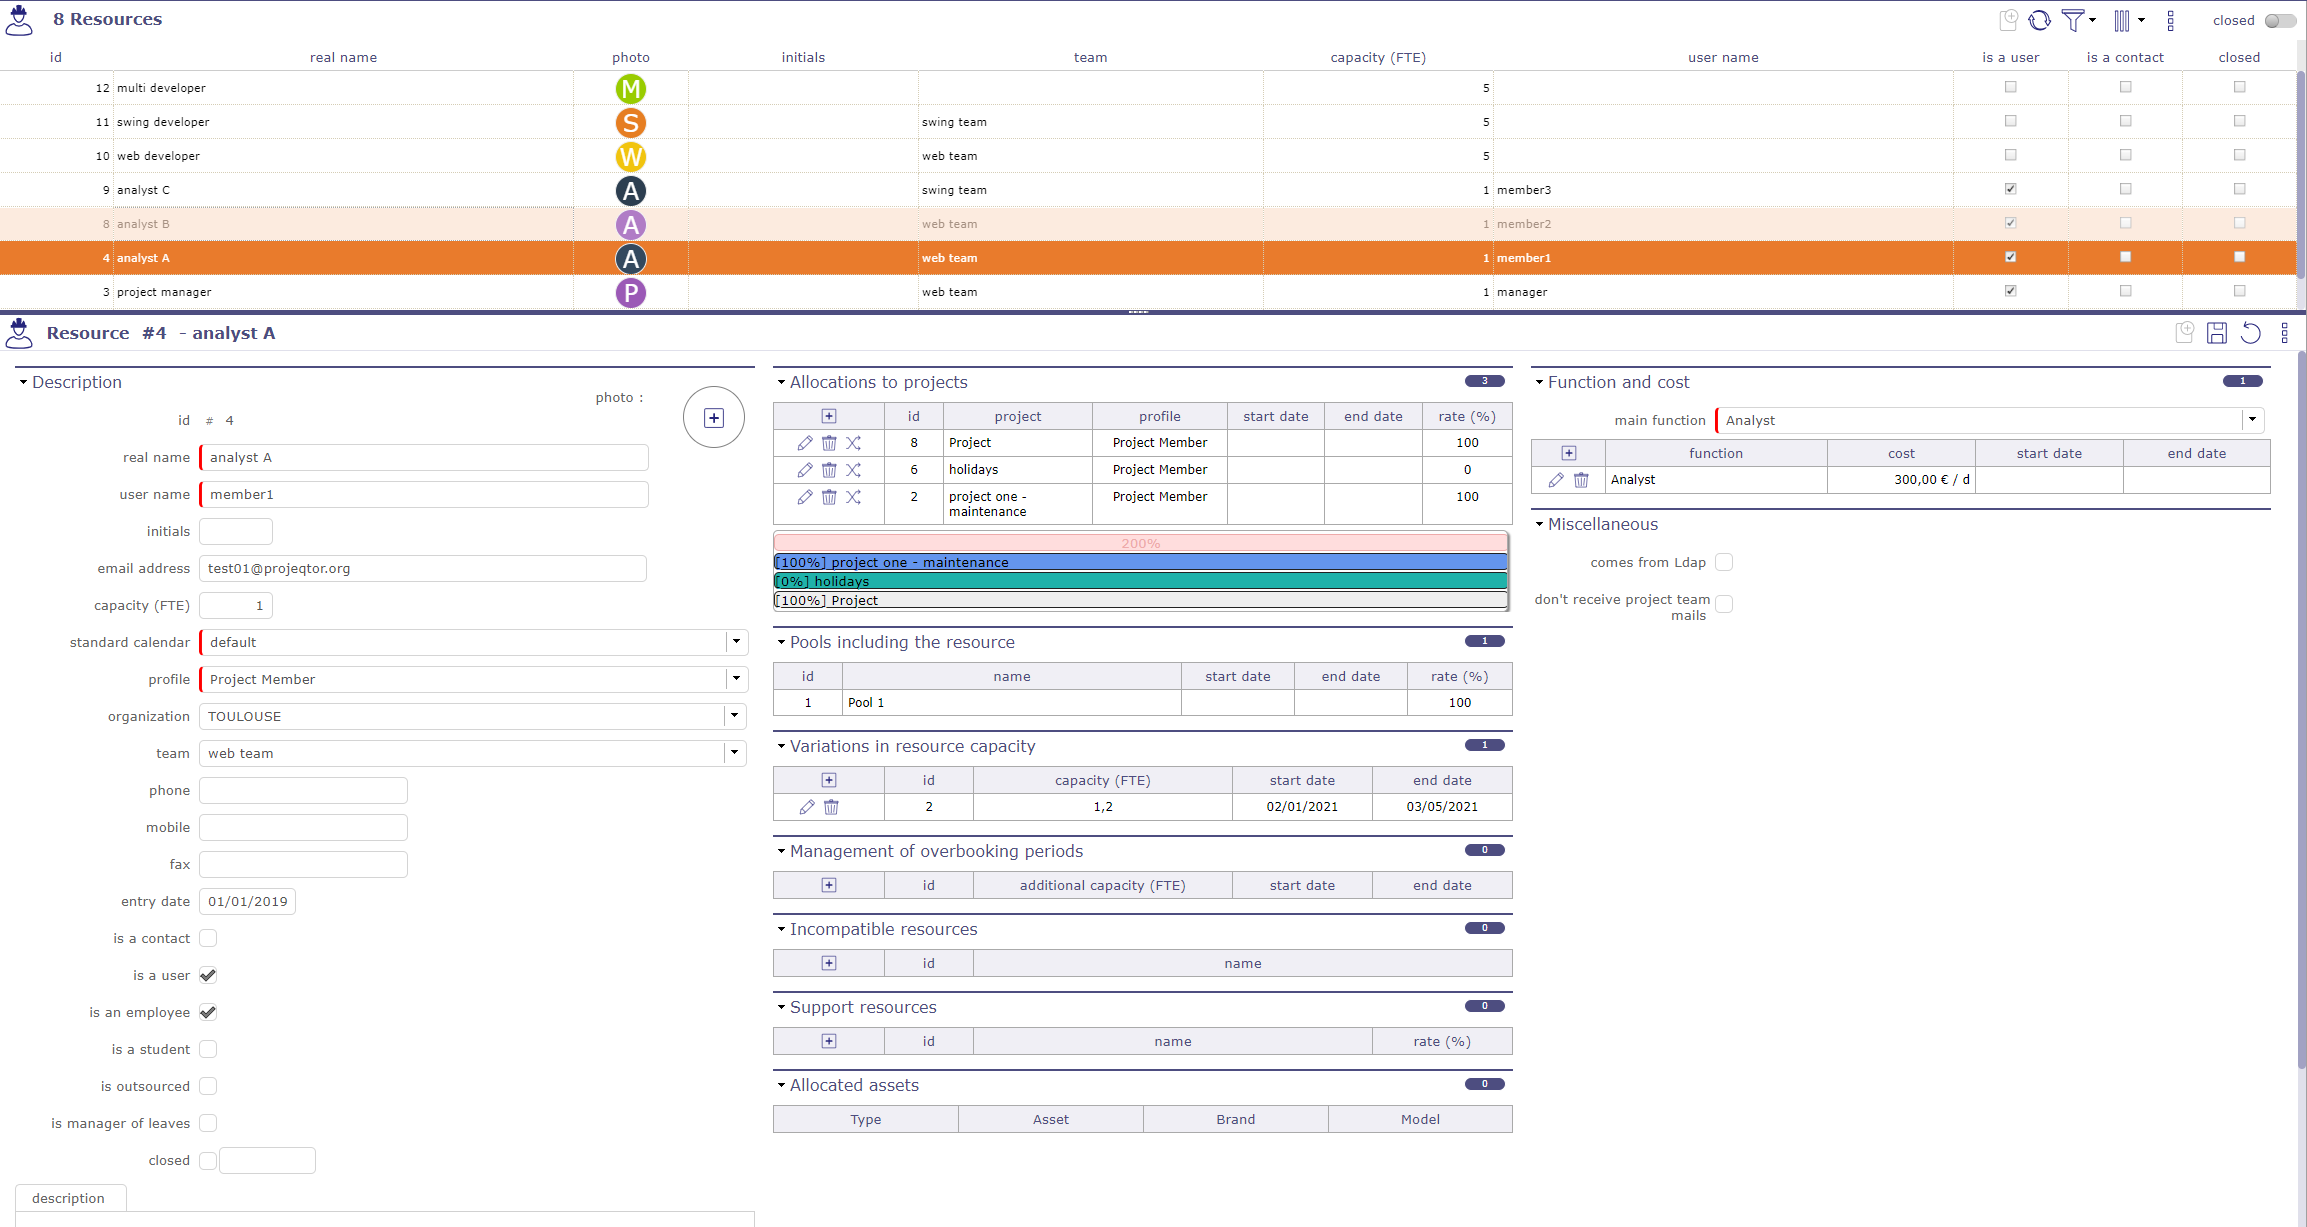 8 Resources
closed
id real name photo initials team capacity (FTE) user name is a user is a contact closed
12 multi developer M 5
11 swing developer S swing team 5
10 web developer W web team 5
9 analyst C A swing team 1 member3
8 analyst B A web team 1 member2
4 analyst A A web team 1 member1
3 project manager P web team 1 manager
Resource #4 - analyst A
Description
photo :
id # 4
real name analyst A
user name member1
initials
email address test01@projeqtor.org
capacity (FTE) 1
standard calendar default
profile Project Member
organization TOULOUSE
team web team
phone
mobile
fax
entry date 01/01/2019
is a contact
is a user
is an employee
is a student
is outsourced
is manager of leaves
closed
description
Allocations to projects 3
id project profile start date end date rate (%)
8 Project Project Member 100
6 holidays Project Member 0
2 project one - Project Member 100
maintenance
200%
[100%] project one - maintenance
[0%] holidays
[100%] Project
Pools including the resource 1
id name start date end date rate (%)
1 Pool 1 100
Variations in resource capacity 1
id capacity (FTE) start date end date
2 1,2 02/01/2021 03/05/2021
Management of overbooking periods 0
id additional capacity (FTE) start date end date
Incompatible resources 0
id name
Support resources 0
id name rate (%)
Allocated assets 0
Type Asset Brand Model
Function and cost 1
main function Analyst
function cost start date end date
Analyst 300,00 € / d
Miscellaneous
comes from Ldap
don't receive project team
mails